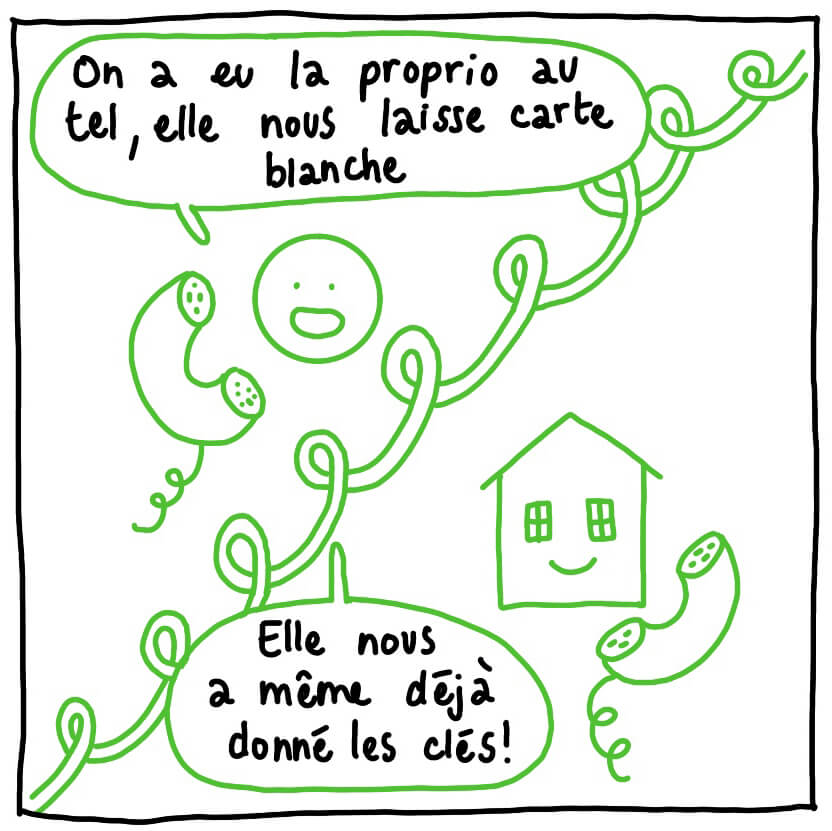 On a eu la proprio au
tel, elle nous laisse carte
blanche
Elle nous
a même déjà
donné les clés!